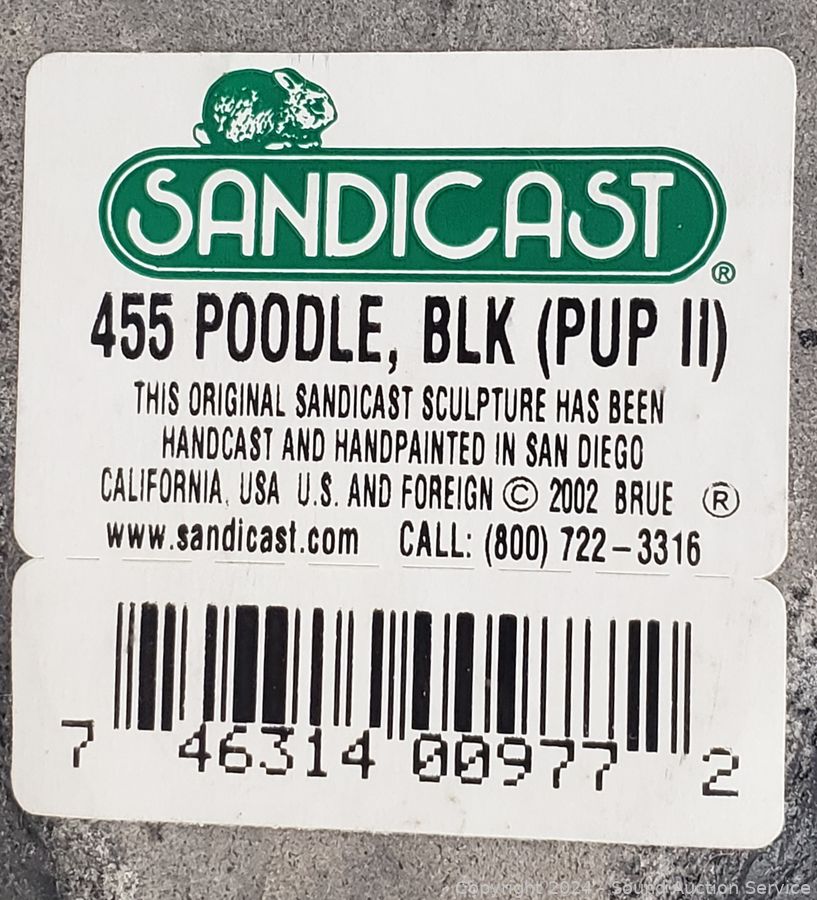 SANDICAST ®
455 POODLE, BLK (PUP II)
THIS ORIGINAL SANDICAST SCULPTURE HAS BEEN
HANDCAST AND HANDPAINTED IN SAN DIEGO
CALIFORNIA, USA U.S. AND FOREIGN © 2002 BRUE ®
www.sandicast.com CALL: (800) 722-3316
7 46314 00977 2
Copyright 2024 - Sound Auction Service